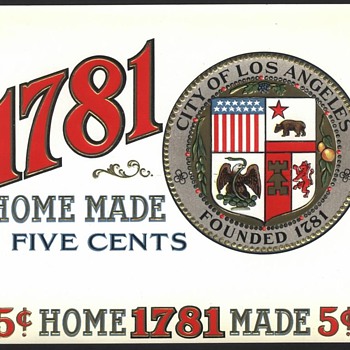 1781
HOME MADE
FIVE CENTS
CITY OF LOS ANGELES
FOUNDED 1781
5¢ HOME 1781 MADE 5¢